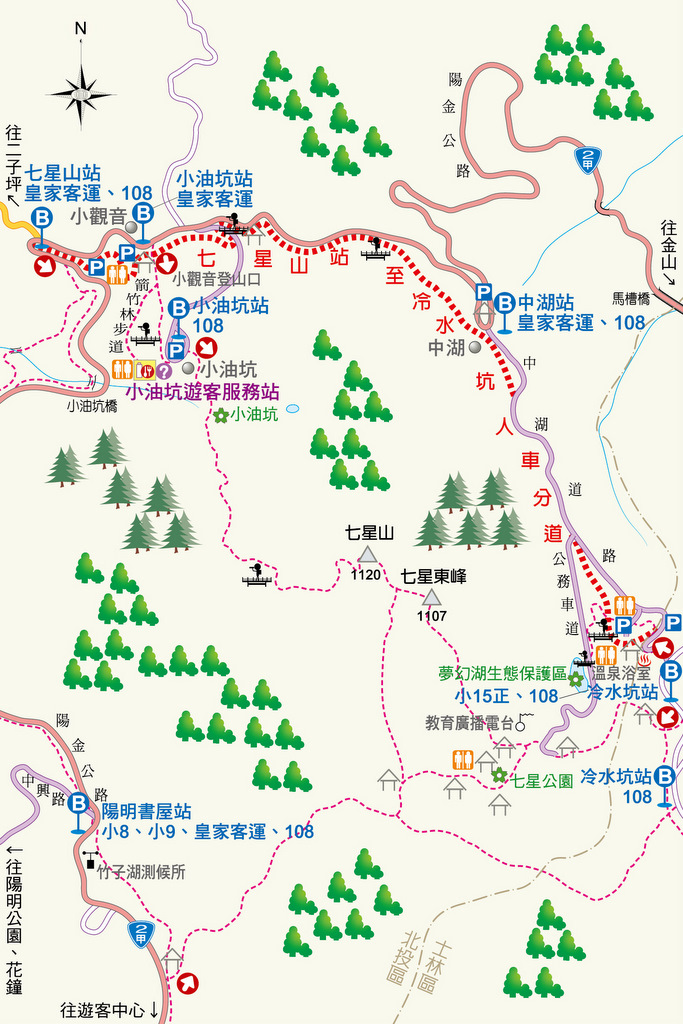 N
往二子坪
七星山站
皇家客運、108
小油坑站
皇家客運
小觀音
陽金公路
2甲
往金山
馬槽橋
七星山站至冷水坑人車分道
小觀音登山口
箭竹林步道
小油坑站
108
中湖站
皇家客運、108
中湖
小油坑
小油坑遊客服務站
?
小油坑橋
小油坑
中湖道路
七星山
1120
七星東峰
1107
公務車道
夢幻湖生態保護區
小15正、108
溫泉浴室
冷水坑站
教育廣播電台
七星公園
冷水坑站
108
陽金公路
中興路
陽明書屋站
小8、小9、皇家客運、108
竹子湖測候所
往陽明公園、花鐘
2甲
往遊客中心
士林區
北投區
B
B
B
B
B
B
B
P
P
P
P
P
P